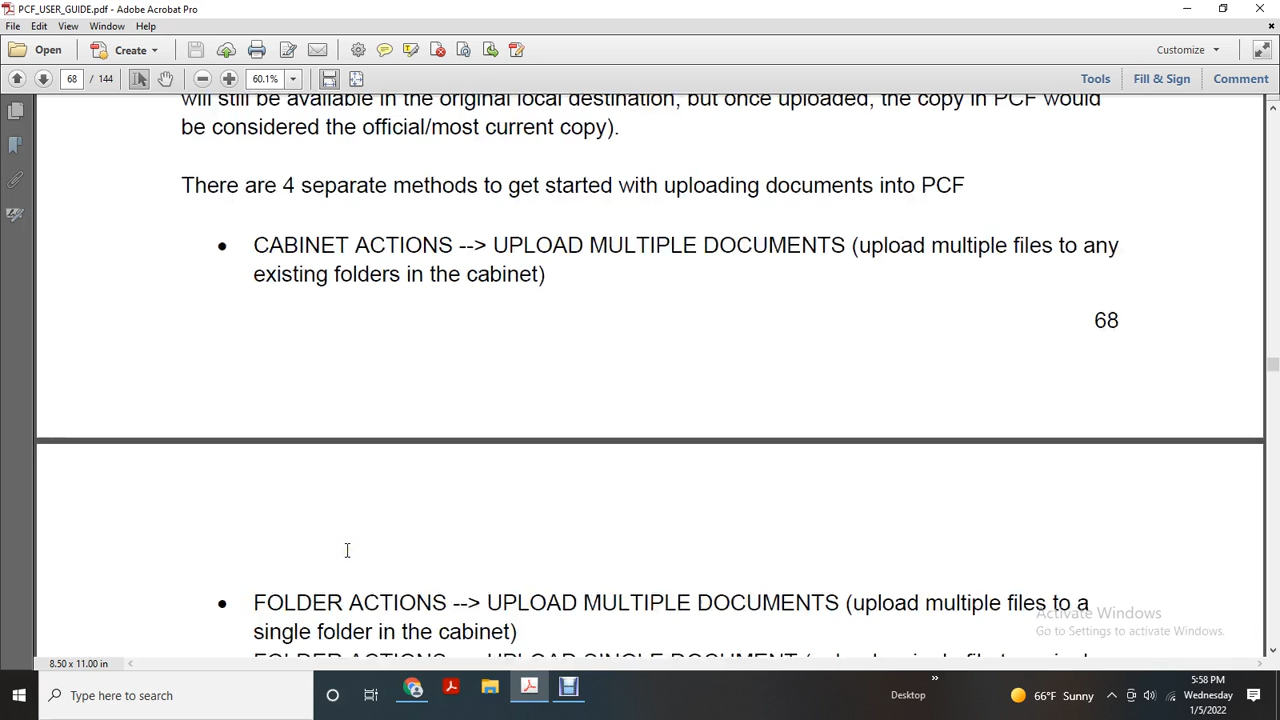 PCF_USER_GUIDE.pdf - Adobe Acrobat Pro
File Edit View Window Help
Open Create Customize
68 / 144 60.1% Tools Fill & Sign Comment
will still be available in the original local destination, but once uploaded, the copy in PCF would
be considered the official/most current copy).
There are 4 separate methods to get started with uploading documents into PCF
• CABINET ACTIONS --> UPLOAD MULTIPLE DOCUMENTS (upload multiple files to any
existing folders in the cabinet)
68
• FOLDER ACTIONS --> UPLOAD MULTIPLE DOCUMENTS (upload multiple files to a
single folder in the cabinet)
Activate Windows
Go to Settings to activate Windows.
FOLDER ACTIONS --> UPLOAD SINGLE DOCUMENT
8.50 x 11.00 in
Type here to search
Desktop
66°F Sunny
5:58 PM
Wednesday
1/5/2022